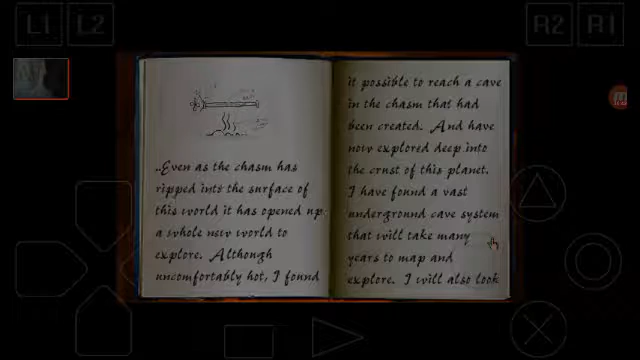 L1
L2
R2
R1
..Even as the chasm has
ripped into the surface of
this world it has opened up
a whole new world to
explore. Although
uncomfortably hot, I found
it possible to reach a cave
in the chasm that had
been created. And have
now explored deep into
the crust of this planet.
I have found a vast
underground cave system
that will take many
years to map and
explore. I will also look